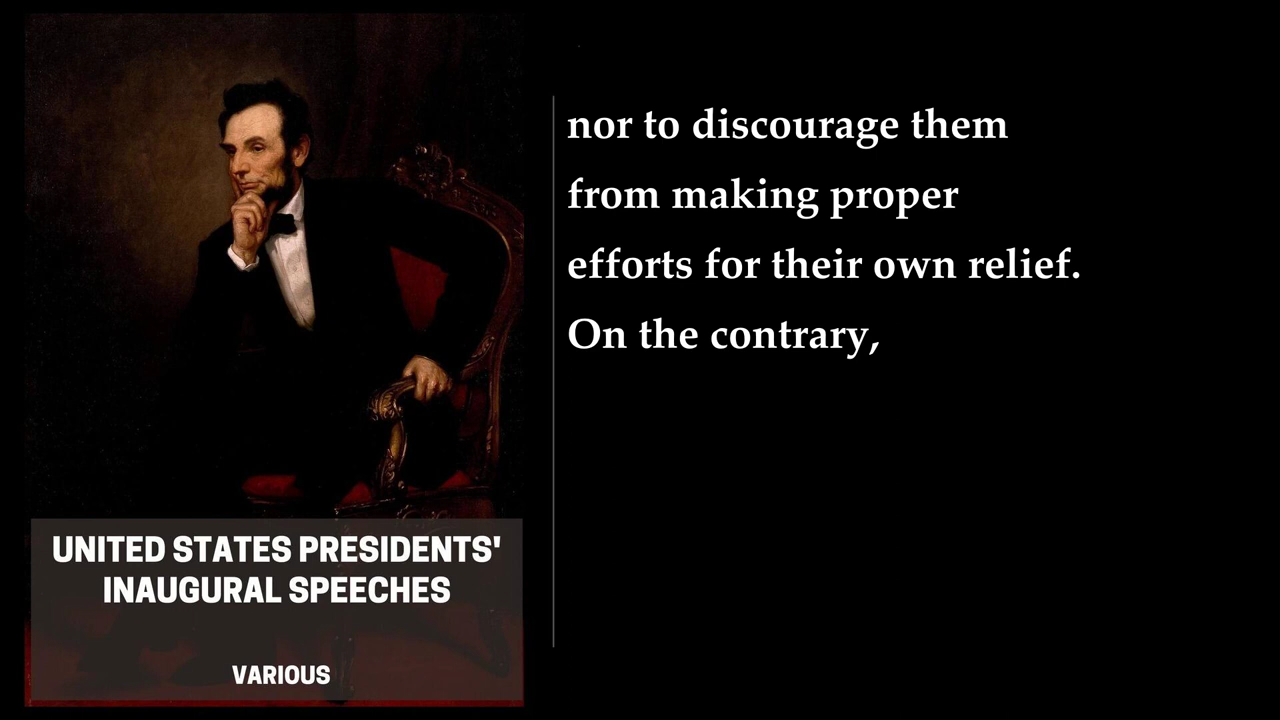 nor to discourage them
from making proper
efforts for their own relief.
On the contrary,
UNITED STATES PRESIDENTS'
INAUGURAL SPEECHES
VARIOUS